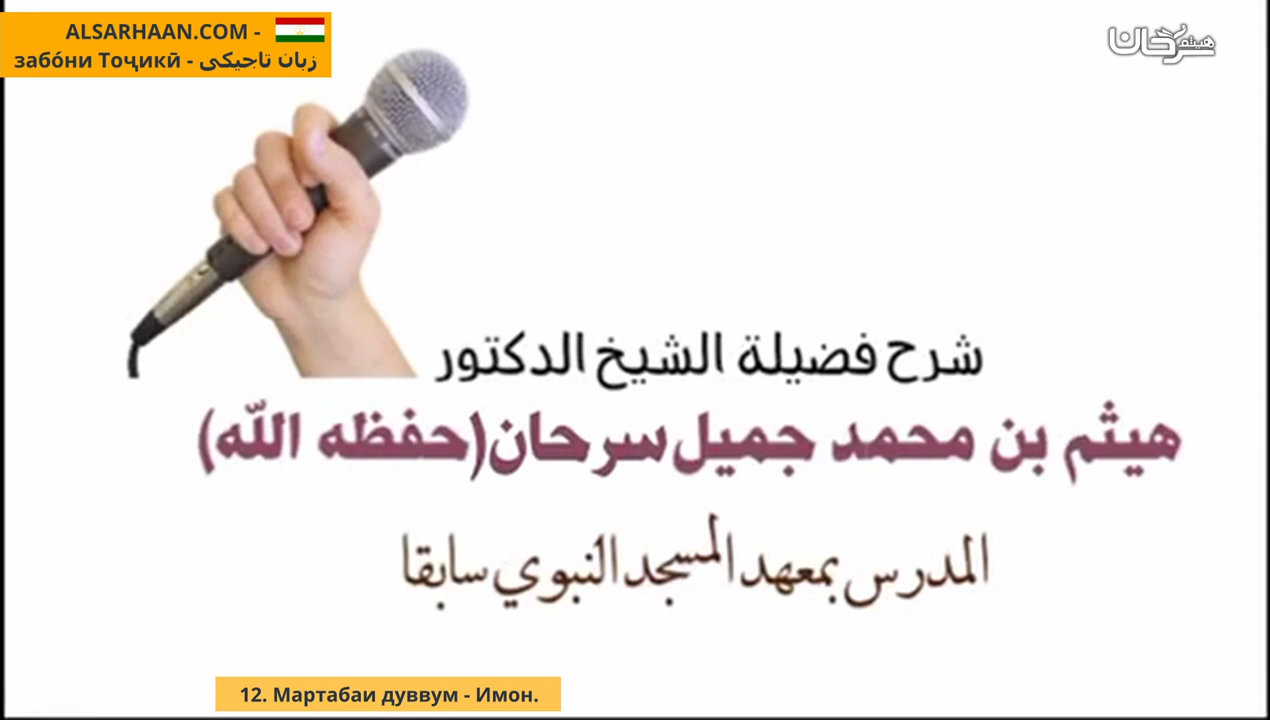 ALSARHAAN.COM -
забо́ни Тоҷикӣ - زبان تاجیکی
هيثم سرحان
شرح فضيلة الشيخ الدكتور
هيثم بن محمد جميل سرحان (حفظه اللّه)
المدرس بمعهد المسجد النبوي سابقا
12. Мартабаи дуввум - Имон.